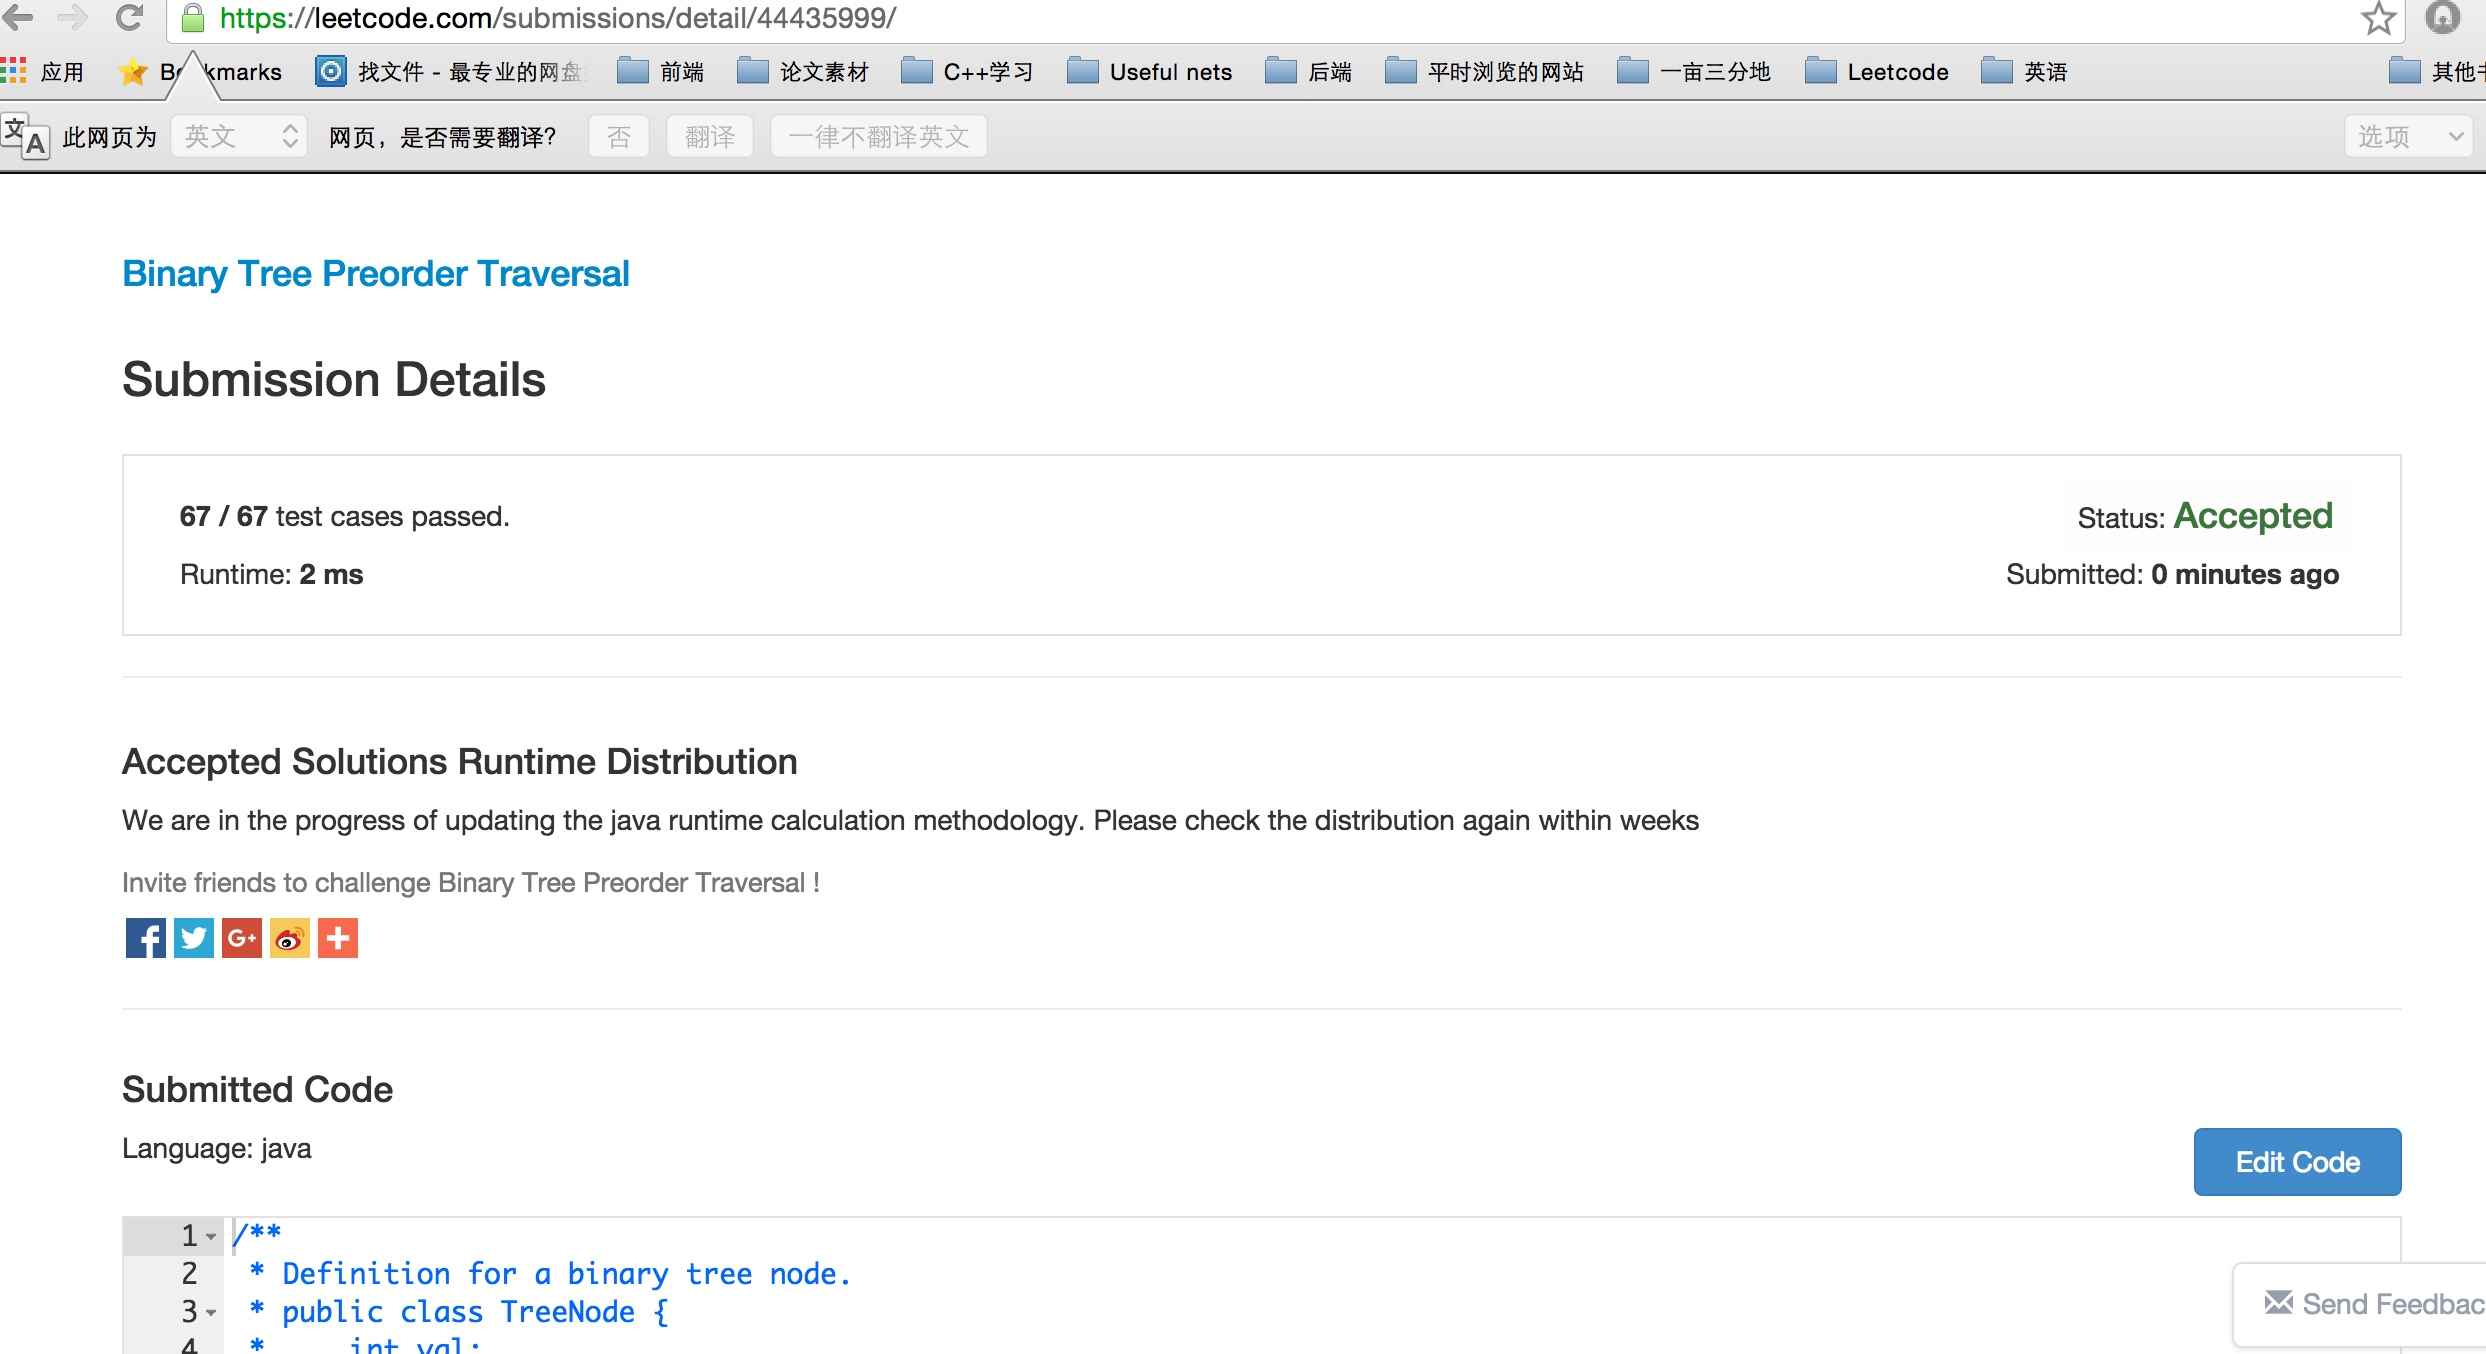 https://leetcode.com/submissions/detail/44435999/
应用 Bookmarks 找文件 - 最专业的网盘 前端 论文素材 C++学习 Useful nets 后端 平时浏览的网站 一亩三分地 Leetcode 英语 其他
文A 此网页为 英文 网页，是否需要翻译? 否 翻译 一律不翻译英文 选项
Binary Tree Preorder Traversal
Submission Details
67 / 67 test cases passed. Status: Accepted
Runtime: 2 ms Submitted: 0 minutes ago
Accepted Solutions Runtime Distribution
We are in the progress of updating the java runtime calculation methodology. Please check the distribution again within weeks
Invite friends to challenge Binary Tree Preorder Traversal !
f G+
Submitted Code
Language: java Edit Code
1 /**
2 * Definition for a binary tree node.
3 * public class TreeNode {
4 * int val;
Send Feedbac